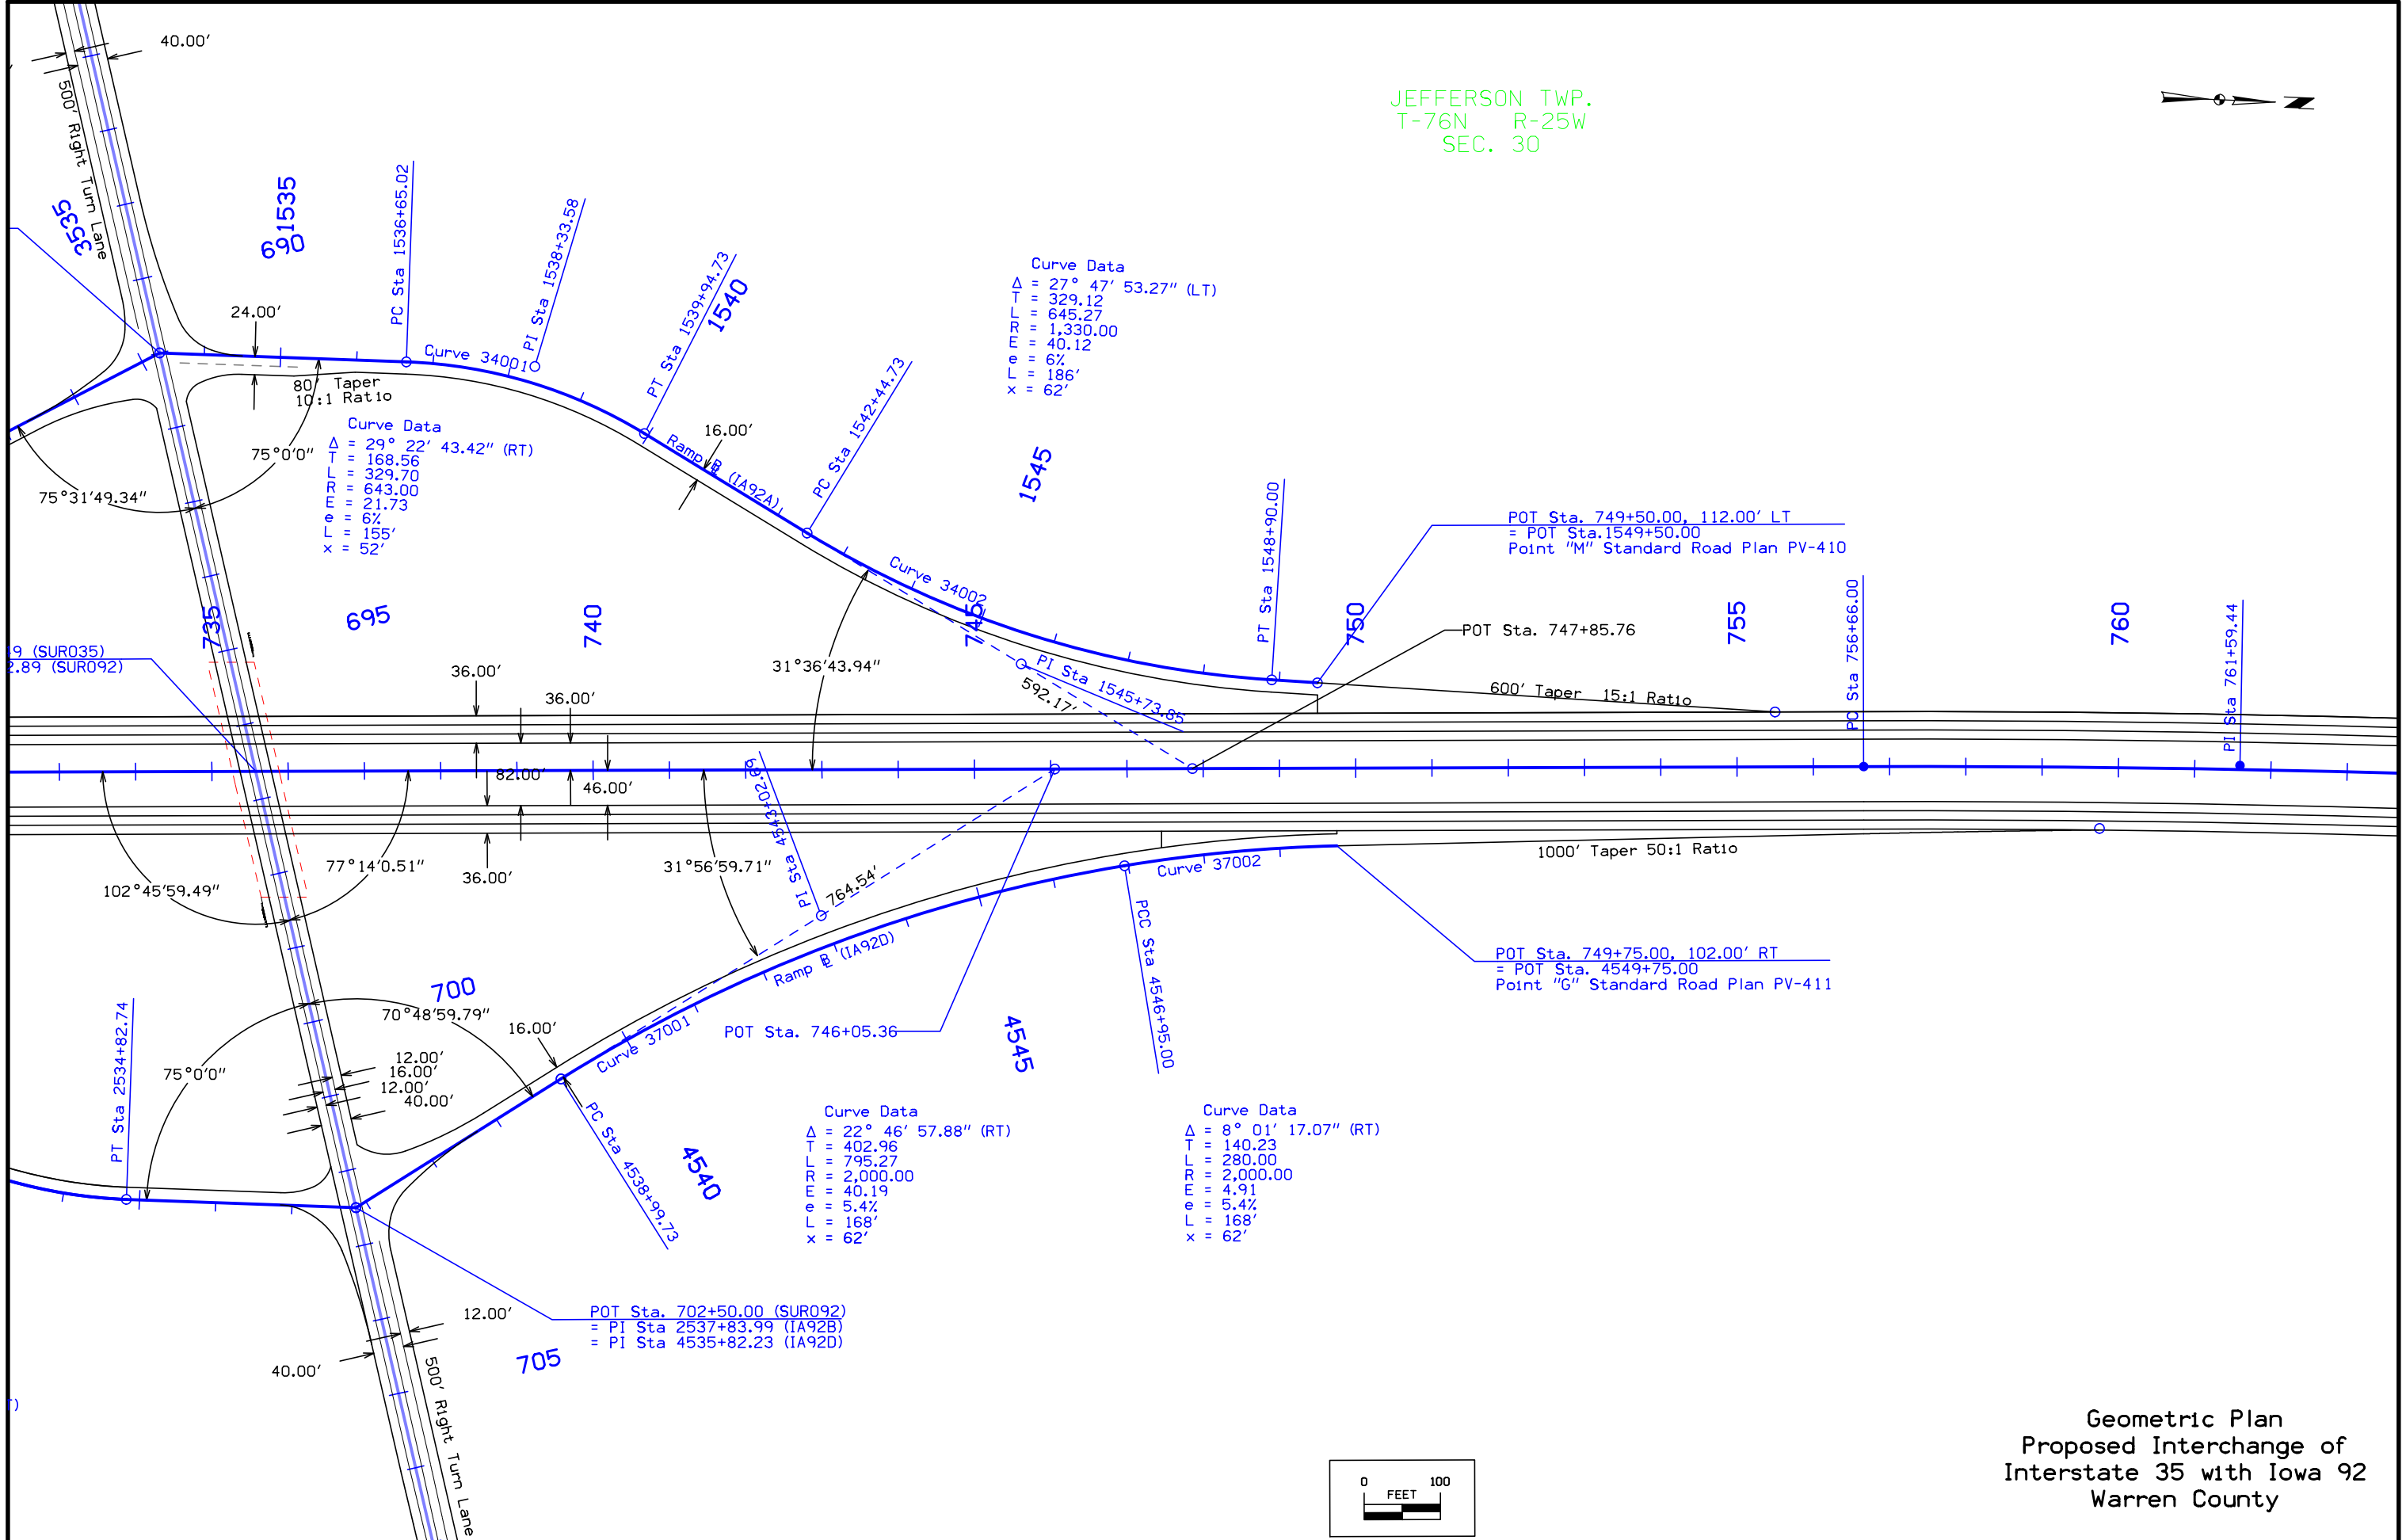 40.00'
500' Right Turn Lane
3535
1535
690
PC Sta 1536+65.02
PI Sta 1538+33.58
PT Sta 1539+94.73
1540
JEFFERSON TWP.
T-76N R-25W
SEC. 30
24.00'
Curve 34001
80' Taper
10:1 Ratio
75°0'0"
75°31'49.34"
Curve Data
Δ = 29° 22' 43.42" (RT)
T = 168.56
L = 329.70
R = 643.00
E = 21.73
e = 6%
L = 155'
x = 52'
Curve Data
Δ = 27° 47' 53.27" (LT)
T = 329.12
L = 645.27
R = 1,330.00
E = 40.12
e = 6%
L = 186'
x = 62'
PC Sta 1542+44.73
16.00'
Ramp ℄ (IA92A)
1545
Curve 34002
PT Sta 1548+90.00
POT Sta. 749+50.00, 112.00' LT
= POT Sta.1549+50.00
Point "M" Standard Road Plan PV-410
POT Sta. 747+85.76
PI Sta 1545+73.85
592.17'
31°36'43.94"
735
695
740
745
750
755
760
PC Sta 756+66.00
PI Sta 761+59.44
600' Taper 15:1 Ratio
9 (SUR035)
2.89 (SUR092)
36.00'
36.00'
82.00'
46.00'
36.00'
77°14'0.51"
102°45'59.49"
31°56'59.71"
PI Sta 4543+02.69
764.54'
Curve 37002
1000' Taper 50:1 Ratio
Ramp ℄ (IA92D)
PCC Sta 4546+95.00
POT Sta. 749+75.00, 102.00' RT
= POT Sta. 4549+75.00
Point "G" Standard Road Plan PV-411
700
70°48'59.79"
16.00'
Curve 37001
POT Sta. 746+05.36
4545
PT Sta 2534+82.74
75°0'0"
12.00'
16.00'
12.00'
40.00'
PC Sta 4538+99.73
4540
Curve Data
Δ = 22° 46' 57.88" (RT)
T = 402.96
L = 795.27
R = 2,000.00
E = 40.19
e = 5.4%
L = 168'
x = 62'
Curve Data
Δ = 8° 01' 17.07" (RT)
T = 140.23
L = 280.00
R = 2,000.00
E = 4.91
e = 5.4%
L = 168'
x = 62'
POT Sta. 702+50.00 (SUR092)
= PI Sta 2537+83.99 (IA92B)
= PI Sta 4535+82.23 (IA92D)
12.00'
40.00'
705
500' Right Turn Lane
0 100
FEET
Geometric Plan
Proposed Interchange of
Interstate 35 with Iowa 92
Warren County